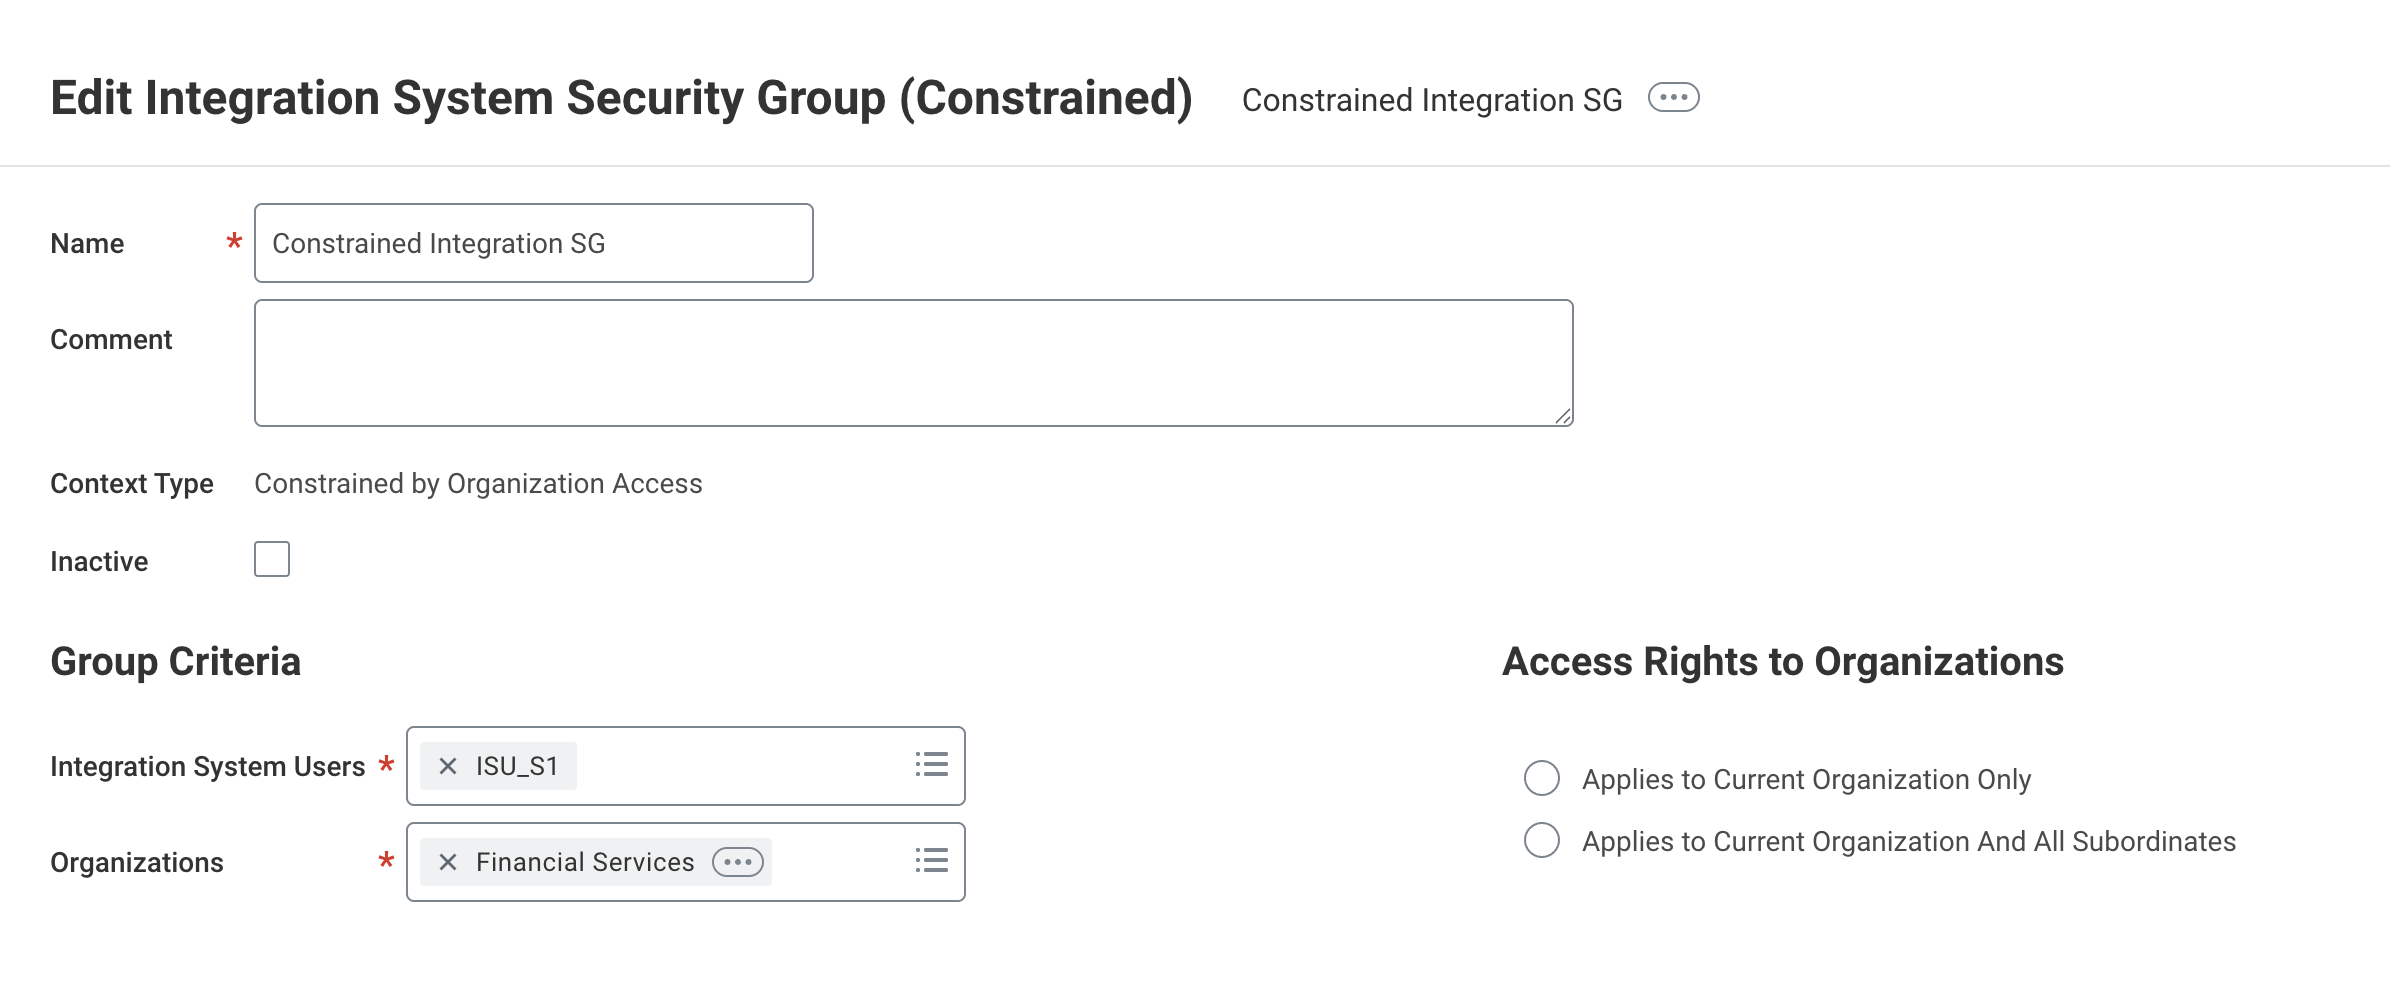 Edit Integration System Security Group (Constrained) Constrained Integration SG
Name * Constrained Integration SG
Comment
Context Type Constrained by Organization Access
Inactive
Group Criteria
Integration System Users * ISU_S1
Organizations * Financial Services
Access Rights to Organizations
Applies to Current Organization Only
Applies to Current Organization And All Subordinates